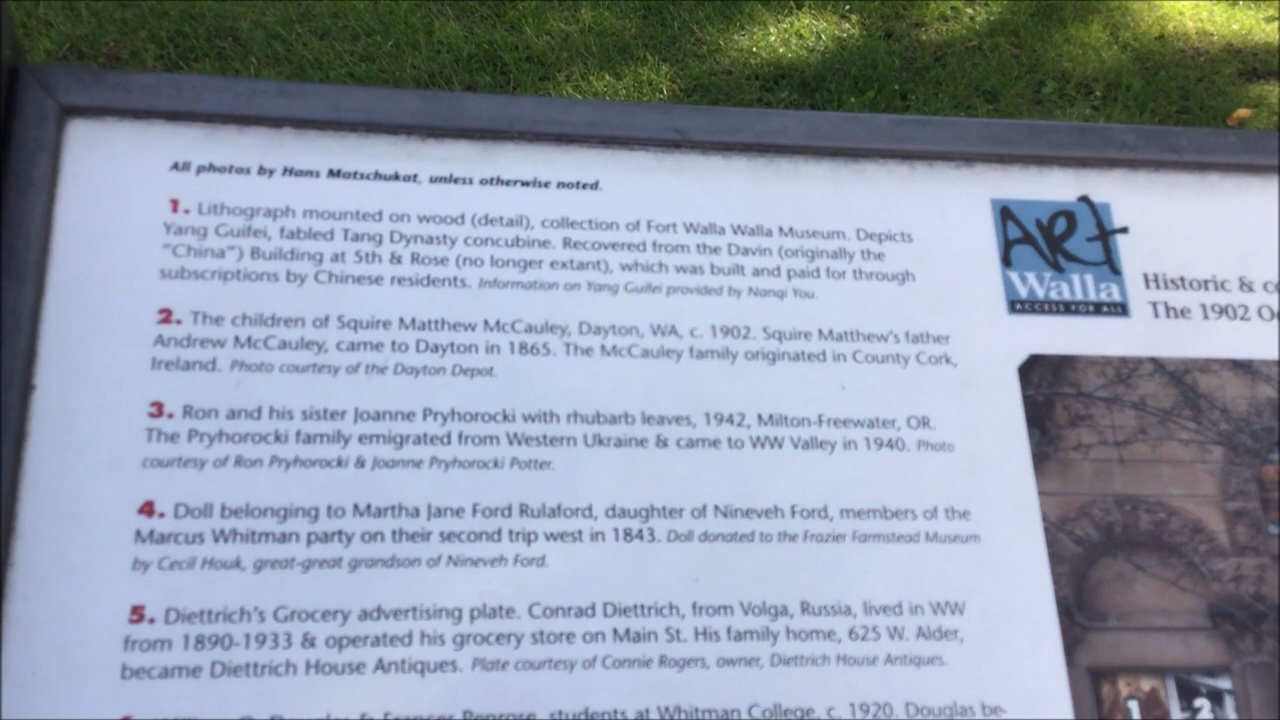 All photos by Hans Matschukat, unless otherwise noted.
1. Lithograph mounted on wood (detail), collection of Fort Walla Walla Museum. Depicts
Yang Guifei, fabled Tang Dynasty concubine. Recovered from the Davin (originally the
"China") Building at 5th & Rose (no longer extant), which was built and paid for through
subscriptions by Chinese residents. Information on Yang Guifei provided by Nanqi You.
2. The children of Squire Matthew McCauley, Dayton, WA, c. 1902. Squire Matthew's father
Andrew McCauley, came to Dayton in 1865. The McCauley family originated in County Cork,
Ireland. Photo courtesy of the Dayton Depot.
3. Ron and his sister Joanne Pryhorocki with rhubarb leaves, 1942, Milton-Freewater, OR.
The Pryhorocki family emigrated from Western Ukraine & came to WW Valley in 1940. Photo
courtesy of Ron Pryhorocki & Joanne Pryhorocki Potter.
4. Doll belonging to Martha Jane Ford Rulaford, daughter of Nineveh Ford, members of the
Marcus Whitman party on their second trip west in 1843. Doll donated to the Frazier Farmstead Museum
by Cecil Houk, great-great grandson of Nineveh Ford.
5. Diettrich's Grocery advertising plate. Conrad Diettrich, from Volga, Russia, lived in WW
from 1890-1933 & operated his grocery store on Main St. His family home, 625 W. Alder,
became Diettrich House Antiques. Plate courtesy of Connie Rogers, owner, Diettrich House Antiques.
Penrose, students at Whitman College, c. 1920. Douglas be-
ART
Walla
ACCESS FOR ALL
Historic &
The 1902
1 2